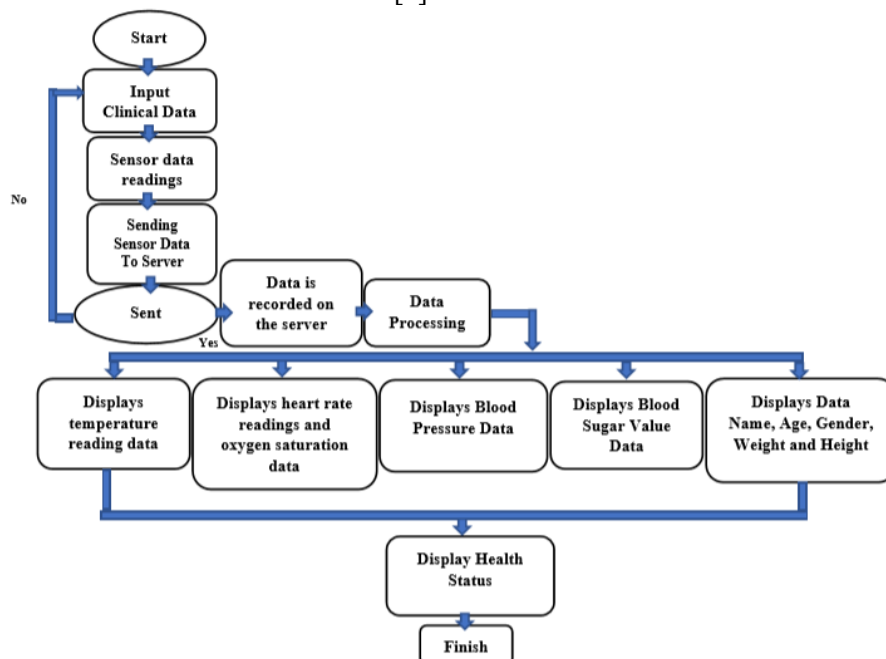 Start
Input
Clinical Data
Sensor data
readings
No
Sending
Sensor Data
To Server
Sent
Yes
Data is
recorded on
the server
Data
Processing
Displays
temperature
reading data
Displays heart rate
readings and
oxygen saturation
data
Displays Blood
Pressure Data
Displays Blood
Sugar Value
Data
Displays Data
Name, Age, Gender,
Weight and Height
Display Health
Status
Finish